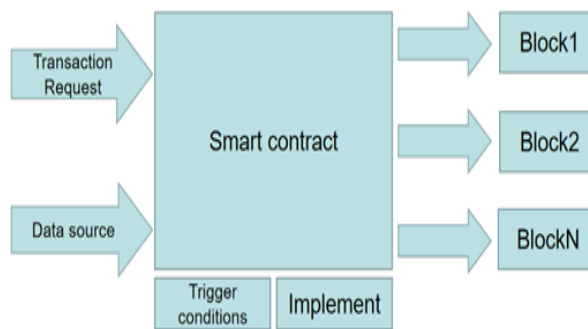 Transaction
Request
Smart contract
Data source
Block1
Block2
BlockN
Trigger
conditions
Implement